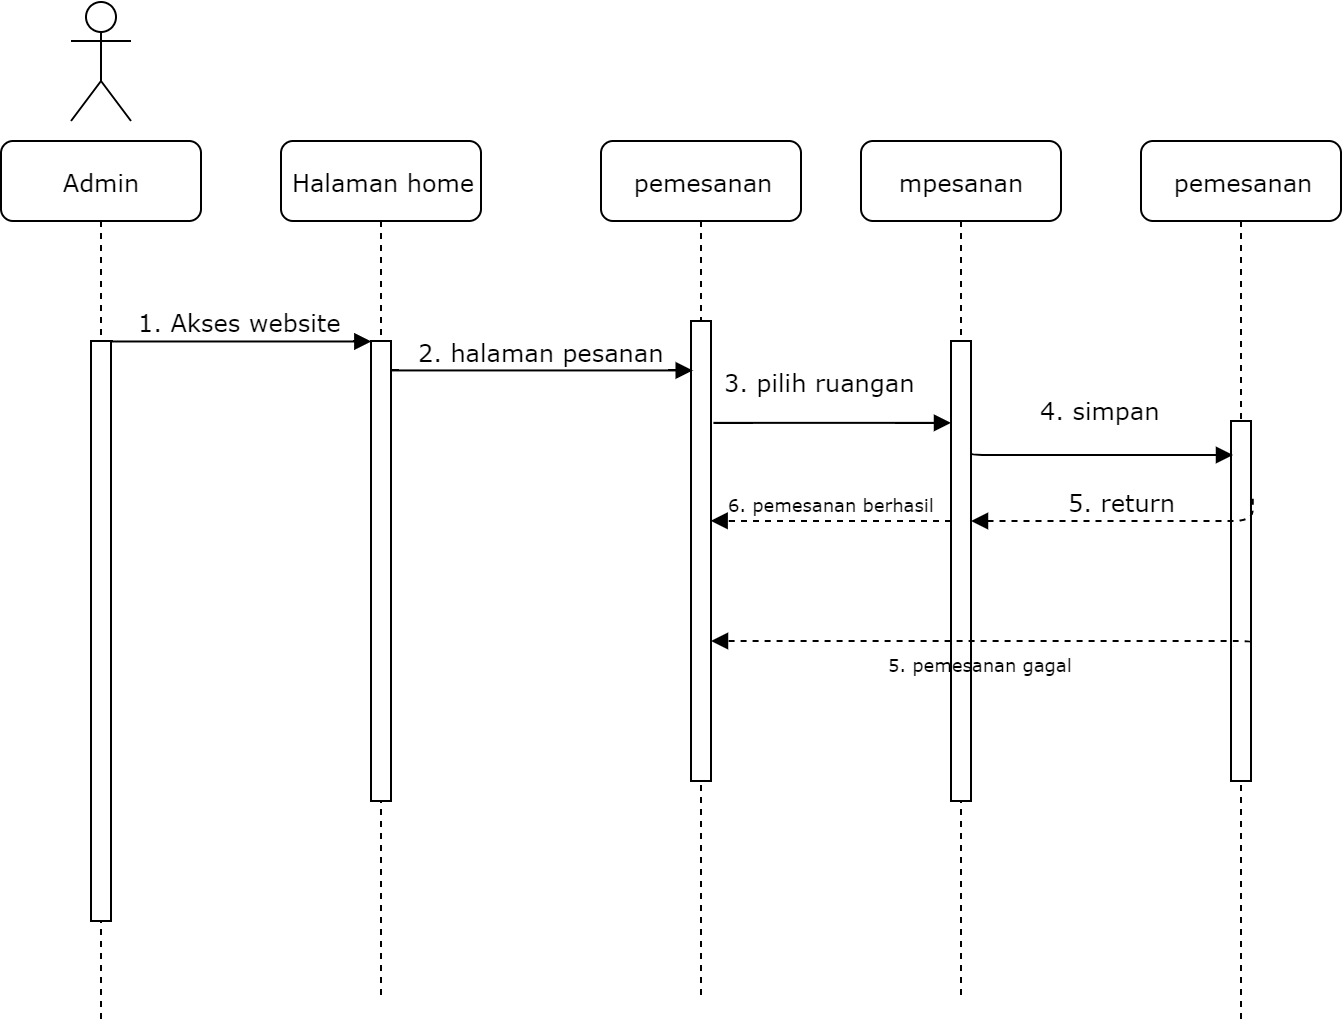 Admin
Halaman home
pemesanan
mpesanan
pemesanan
1. Akses website
2. halaman pesanan
3. pilih ruangan
4. simpan
5. return
6. pemesanan berhasil
5. pemesanan gagal